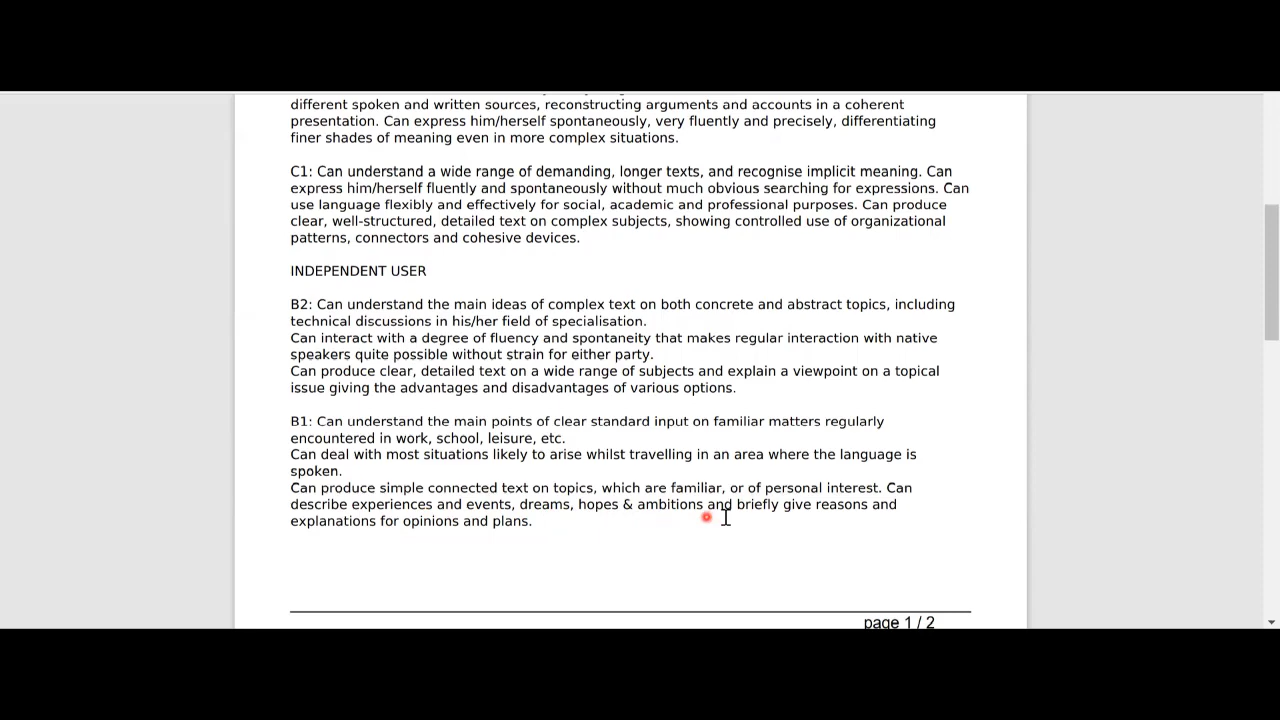 different spoken and written sources, reconstructing arguments and accounts in a coherent
presentation. Can express him/herself spontaneously, very fluently and precisely, differentiating
finer shades of meaning even in more complex situations.
C1: Can understand a wide range of demanding, longer texts, and recognise implicit meaning. Can
express him/herself fluently and spontaneously without much obvious searching for expressions. Can
use language flexibly and effectively for social, academic and professional purposes. Can produce
clear, well-structured, detailed text on complex subjects, showing controlled use of organizational
patterns, connectors and cohesive devices.
INDEPENDENT USER
B2: Can understand the main ideas of complex text on both concrete and abstract topics, including
technical discussions in his/her field of specialisation.
Can interact with a degree of fluency and spontaneity that makes regular interaction with native
speakers quite possible without strain for either party.
Can produce clear, detailed text on a wide range of subjects and explain a viewpoint on a topical
issue giving the advantages and disadvantages of various options.
B1: Can understand the main points of clear standard input on familiar matters regularly
encountered in work, school, leisure, etc.
Can deal with most situations likely to arise whilst travelling in an area where the language is
spoken.
Can produce simple connected text on topics, which are familiar, or of personal interest. Can
describe experiences and events, dreams, hopes & ambitions and briefly give reasons and
explanations for opinions and plans.
page 1 / 2